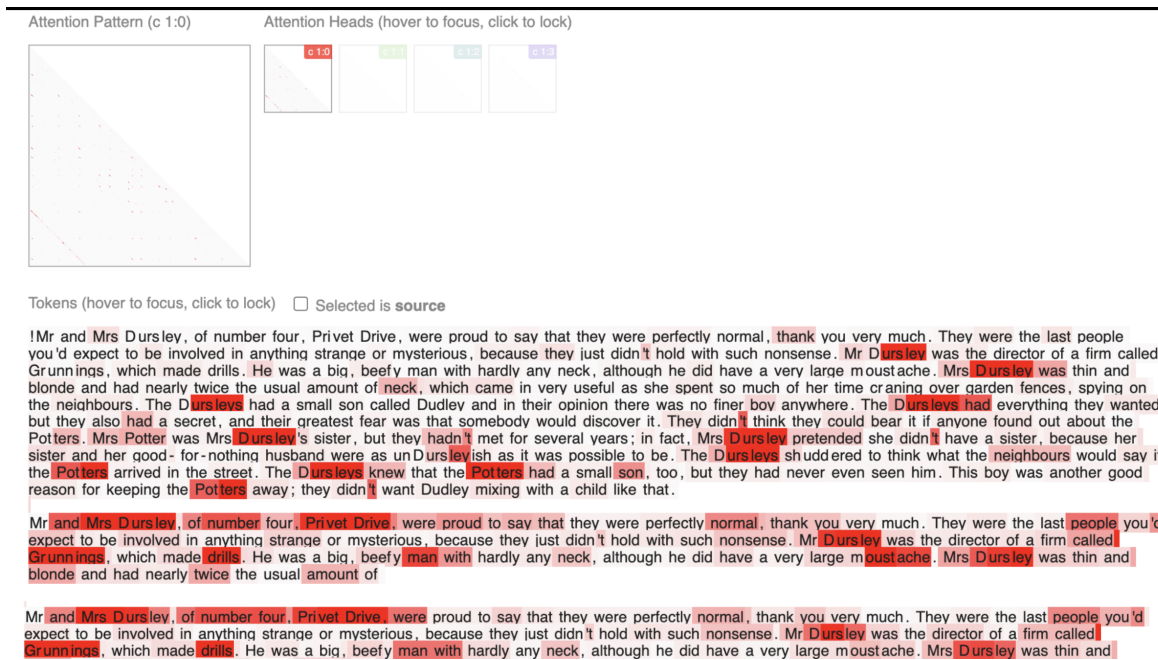 Attention Pattern (c 1:0)
Attention Heads (hover to focus, click to lock)
c 1:0
c 1:1
c 1:2
c 1:3
Tokens (hover to focus, click to lock)
Selected is source
!Mr and Mrs Dursley, of number four, Privet Drive, were proud to say that they were perfectly normal, thank you very much. They were the last people
you'd expect to be involved in anything strange or mysterious, because they just didn't hold with such nonsense. Mr Dursley was the director of a firm called
Grunnings, which made drills. He was a big, beefy man with hardly any neck, although he did have a very large moustache. Mrs Dursley was thin and
blonde and had nearly twice the usual amount of neck, which came in very useful as she spent so much of her time craning over garden fences, spying on
the neighbours. The Dursleys had a small son called Dudley and in their opinion there was no finer boy anywhere. The Dursleys had everything they wanted
but they also had a secret, and their greatest fear was that somebody would discover it. They didn't think they could bear it if anyone found out about the
Potters. Mrs Potter was Mrs Dursley's sister, but they hadn't met for several years; in fact, Mrs Dursley pretended she didn't have a sister, because her
sister and her good-for-nothing husband were as unDursleyish as it was possible to be. The Dursleys shuddered to think what the neighbours would say i
the Potters arrived in the street. The Dursleys knew that the Potters had a small son, too, but they had never even seen him. This boy was another good
reason for keeping the Potters away; they didn't want Dudley mixing with a child like that.
Mr and Mrs Dursley, of number four, Privet Drive, were proud to say that they were perfectly normal, thank you very much. They were the last people you'd
expect to be involved in anything strange or mysterious, because they just didn't hold with such nonsense. Mr Dursley was the director of a firm called
Grunnings, which made drills. He was a big, beefy man with hardly any neck, although he did have a very large moustache. Mrs Dursley was thin and
blonde and had nearly twice the usual amount of
Mr and Mrs Dursley, of number four, Privet Drive, were proud to say that they were perfectly normal, thank you very much. They were the last people you'd
expect to be involved in anything strange or mysterious, because they just didn't hold with such nonsense. Mr Dursley was the director of a firm called
Grunnings, which made drills. He was a big, beefy man with hardly any neck, although he did have a very large moustache. Mrs Dursley was thin and